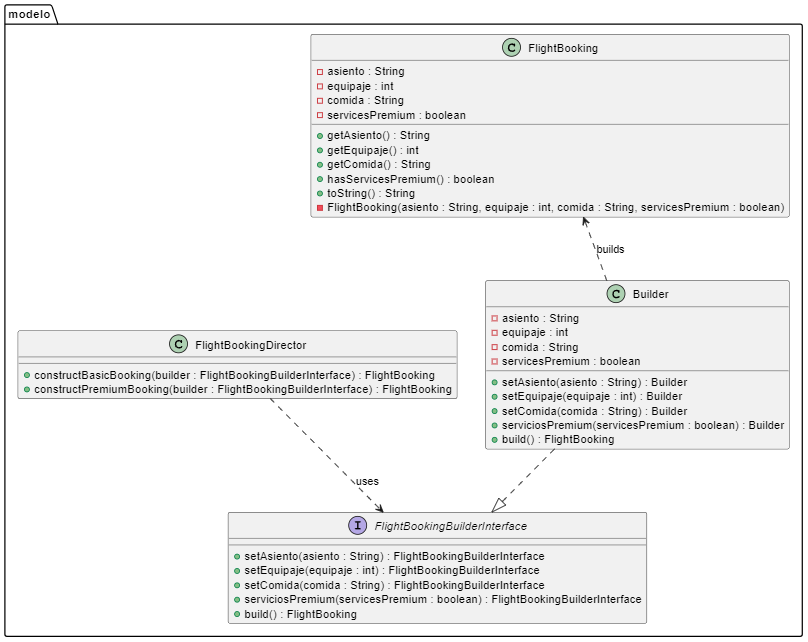 modelo
C FlightBooking
asiento : String
equipaje : int
comida : String
servicesPremium : boolean
getAsiento() : String
getEquipaje() : int
getComida() : String
hasServicesPremium() : boolean
toString() : String
FlightBooking(asiento : String, equipaje : int, comida : String, servicesPremium : boolean)
builds
C Builder
asiento : String
equipaje : int
comida : String
servicesPremium : boolean
setAsiento(asiento : String) : Builder
setEquipaje(equipaje : int) : Builder
setComida(comida : String) : Builder
serviciosPremium(servicesPremium : boolean) : Builder
build() : FlightBooking
C FlightBookingDirector
constructBasicBooking(builder : FlightBookingBuilderInterface) : FlightBooking
constructPremiumBooking(builder : FlightBookingBuilderInterface) : FlightBooking
uses
I FlightBookingBuilderInterface
setAsiento(asiento : String) : FlightBookingBuilderInterface
setEquipaje(equipaje : int) : FlightBookingBuilderInterface
setComida(comida : String) : FlightBookingBuilderInterface
serviciosPremium(servicesPremium : boolean) : FlightBookingBuilderInterface
build() : FlightBooking